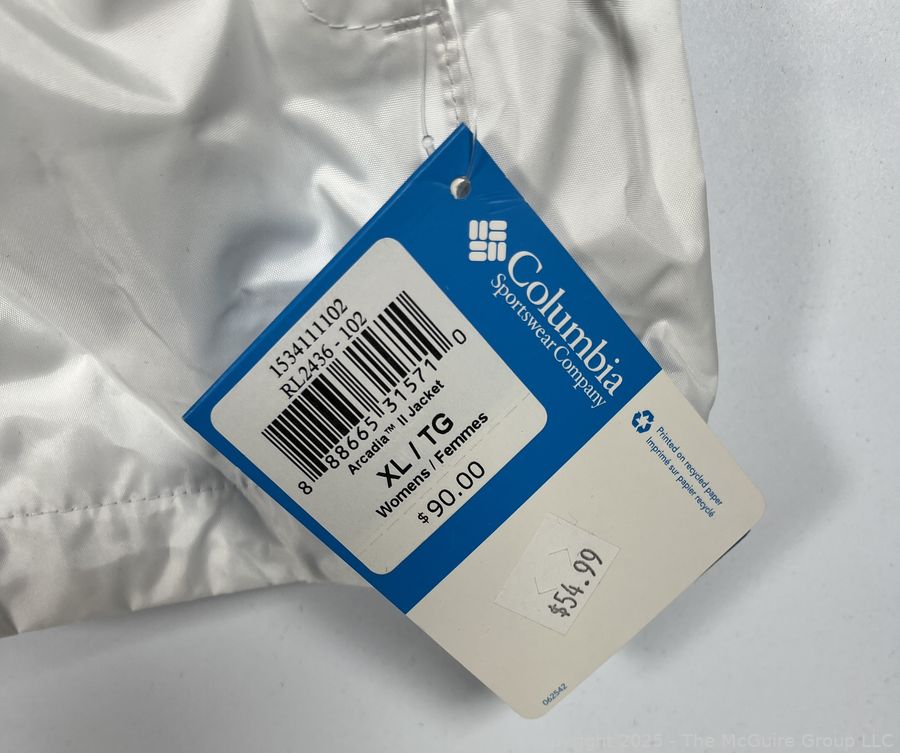 1534111102
RL2436 - 102
8 88665 31571 0
Arcadia™ II Jacket
XL / TG
Womens / Femmes
$90.00
Columbia
Sportswear Company
Printed on recycled paper
Imprimé sur papier recyclé
$54.99
062542
Copyright 2025 - The McGuire Group LLC